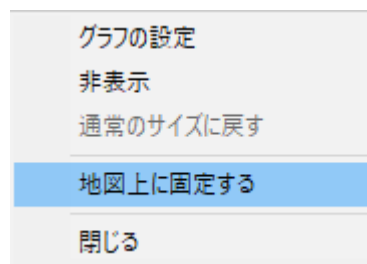 グラフの設定
非表示
通常のサイズに戻す
地図上に固定する
閉じる